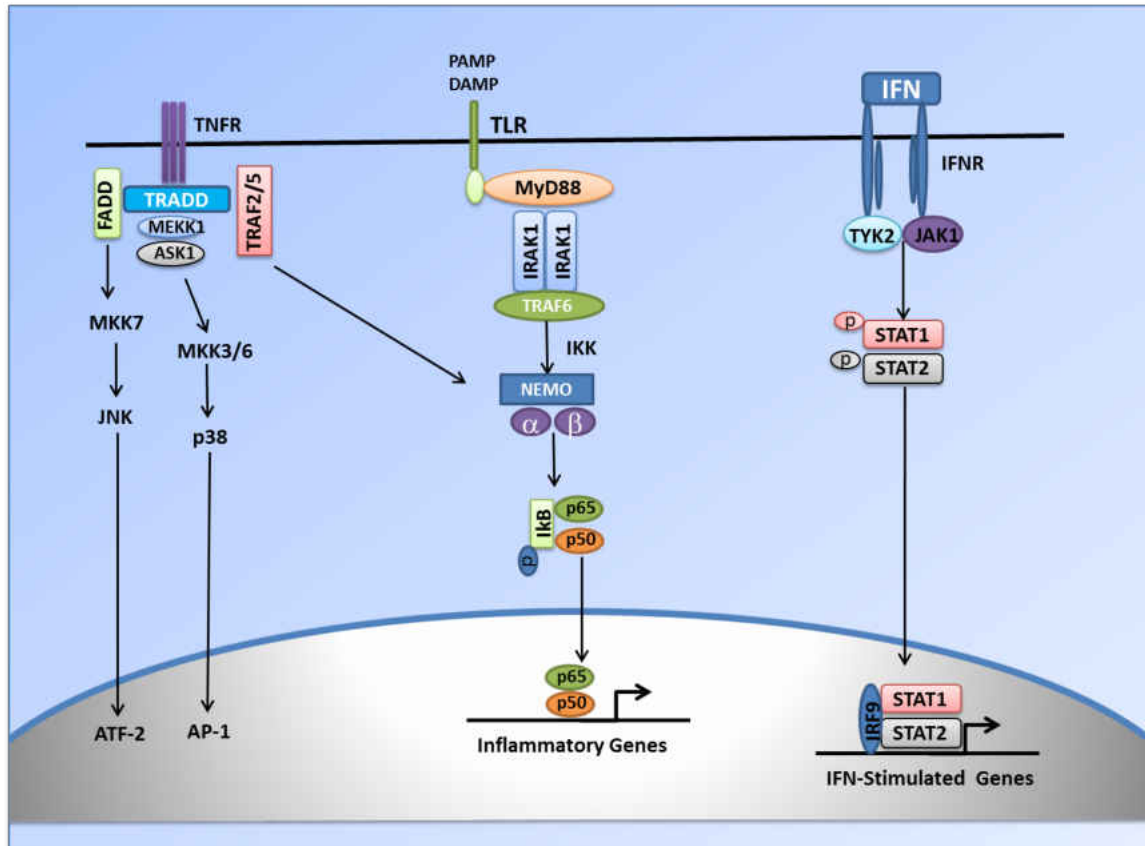 PAMP
DAMP
TNFR
TLR
IFN
IFNR
FADD
TRADD
TRAF2/5
MEKK1
ASK1
MyD88
IRAK1
IRAK1
TRAF6
TYK2
JAK1
MKK7
MKK3/6
IKK
NEMO
α
β
p
STAT1
p
STAT2
JNK
p38
IkB
p65
p50
p
p65
p50
Inflammatory Genes
ATF-2
AP-1
IRF9
STAT1
STAT2
IFN-Stimulated Genes